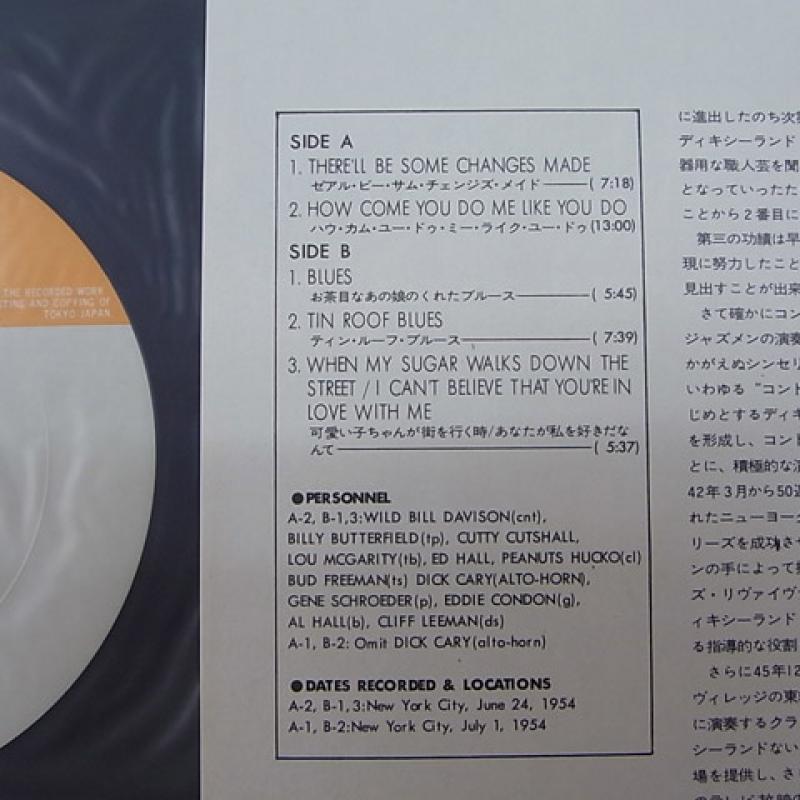 THE RECORDED WORK
TING AND COPYING OF
TOKYO JAPAN
SIDE A
1. THERE'LL BE SOME CHANGES MADE
ゼアル・ビー・サム・チェンジズ・メイド———( 7:18)
2. HOW COME YOU DO ME LIKE YOU DO
ハウ・カム・ユー・ドゥ・ミー・ライク・ユー・ドゥ(13:00)
SIDE B
1. BLUES
お茶目なあの娘のくれたブルース———( 5:45)
2. TIN ROOF BLUES
ティン・ルーフ・ブルース———( 7:39)
3. WHEN MY SUGAR WALKS DOWN THE
STREET / I CAN'T BELIEVE THAT YOU'RE IN
LOVE WITH ME
可愛い子ちゃんが街を行く時/あなたが私を好きだな
んて———( 5:37)
●PERSONNEL
A-2, B-1,3:WILD BILL DAVISON(cnt),
BILLY BUTTERFIELD(tp), CUTTY CUTSHALL,
LOU MCGARITY(tb), ED HALL, PEANUTS HUCKO(cl)
BUD FREEMAN(ts) DICK CARY(ALTO-HORN),
GENE SCHROEDER(p), EDDIE CONDON(g),
AL HALL(b), CLIFF LEEMAN(ds)
A-1, B-2: Omit DICK CARY(alto-horn)
●DATES RECORDED & LOCATIONS
A-2, B-1,3:New York City, June 24, 1954
A-1, B-2:New York City, July 1, 1954
に進出したのち次
ディキシーランド
器用な職人芸を聞
となっていったた
ことから2番目に
第三の功績は早
現に努力したこと
見出すことが出来
さて確かにコン
ジャズメンの演奏
かがえぬシンセリ
いわゆる“コント
じめとするディキ
を形成し、コント
とに、積極的な演
42年3月から50
れたニューヨーク
リーズを成功させ
ンの手によって
ズ・リヴァイヴ
ィキシーランド
る指導的な役割
さらに45年12
ヴィレッジの東
に演奏するクラ
シーランドない
場を提供し、さ